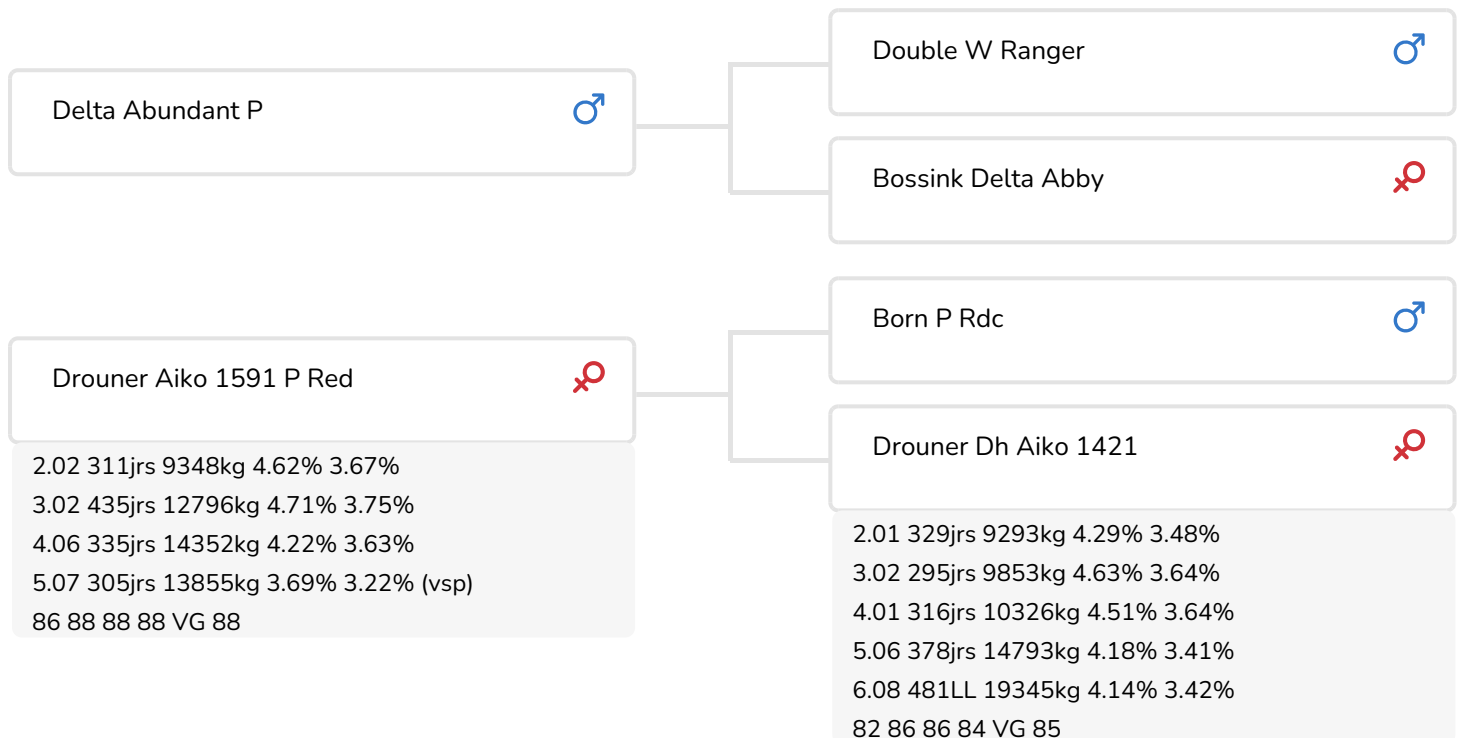 Delta Abundant P
Double W Ranger
Bossink Delta Abby
Drouner Aiko 1591 P Red
2.02 311jrs 9348kg 4.62% 3.67%
3.02 435jrs 12796kg 4.71% 3.75%
4.06 335jrs 14352kg 4.22% 3.63%
5.07 305jrs 13855kg 3.69% 3.22% (vsp)
86 88 88 88 VG 88
Born P Rdc
Drouner Dh Aiko 1421
2.01 329jrs 9293kg 4.29% 3.48%
3.02 295jrs 9853kg 4.63% 3.64%
4.01 316jrs 10326kg 4.51% 3.64%
5.06 378jrs 14793kg 4.18% 3.41%
6.08 481LL 19345kg 4.14% 3.42%
82 86 86 84 VG 85